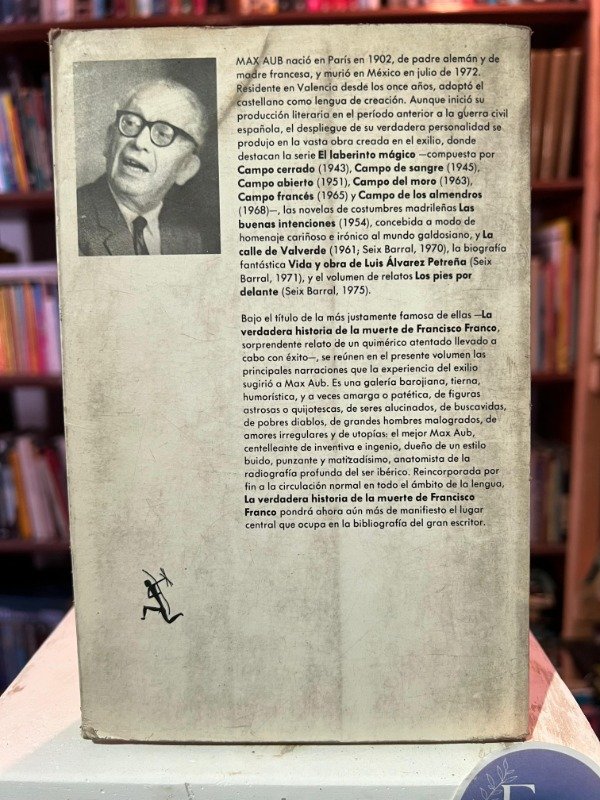 MAX AUB nació en París en 1902, de padre alemán y de
madre francesa, y murió en México en julio de 1972.
Residente en Valencia desde los once años, adoptó el
castellano como lengua de creación. Aunque inició su
producción literaria en el período anterior a la guerra civil
española, el despliegue de su verdadera personalidad se
produjo en la vasta obra creada en el exilio, donde
destacan la serie El laberinto mágico —compuesta por
Campo cerrado (1943), Campo de sangre (1945),
Campo abierto (1951), Campo del moro (1963),
Campo francés (1965) y Campo de los almendros
(1968)—, las novelas de costumbres madrileñas Las
buenas intenciones (1954), concebida a modo de
homenaje cariñoso e irónico al mundo galdosiano, y La
calle de Valverde (1961; Seix Barral, 1970), la biografía
fantástica Vida y obra de Luis Álvarez Petreña (Seix
Barral, 1971), y el volumen de relatos Los pies por
delante (Seix Barral, 1975).
Bajo el título de la más justamente famosa de ellas —La
verdadera historia de la muerte de Francisco Franco,
sorprendente relato de un quimérico atentado llevado a
cabo con éxito—, se reúnen en el presente volumen las
principales narraciones que la experiencia del exilio
sugirió a Max Aub. Es una galería barojiana, tierna,
humorística, y a veces amarga o patética, de figuras
astrosas o quijotescas, de seres alucinados, de buscavidas,
de pobres diablos, de grandes hombres malogrados, de
amores irregulares y de utopías: el mejor Max Aub,
centelleante de inventiva e ingenio, dueño de un estilo
buido, punzante y matizadísimo, anatomista de la
radiografía profunda del ser ibérico. Reincorporada por
fin a la circulación normal en todo el ámbito de la lengua,
La verdadera historia de la muerte de Francisco
Franco pondrá ahora aún más de manifiesto el lugar
central que ocupa en la bibliografía del gran escritor.